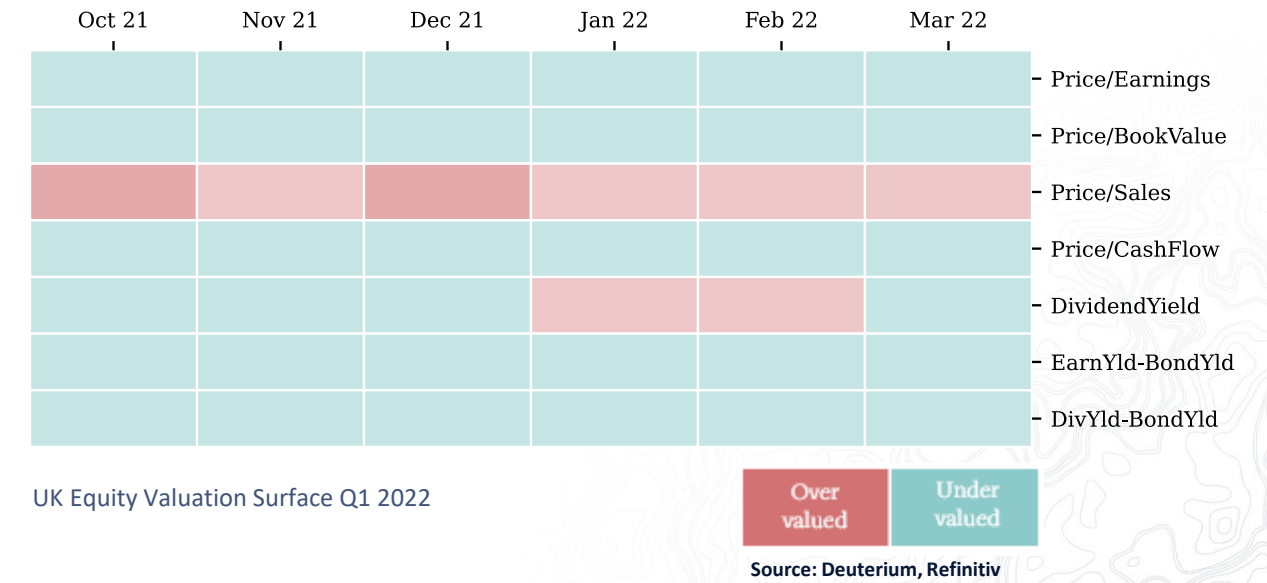 Oct 21 Nov 21 Dec 21 Jan 22 Feb 22 Mar 22
Price/Earnings
Price/BookValue
Price/Sales
Price/CashFlow
DividendYield
EarnYld-BondYld
DivYld-BondYld
UK Equity Valuation Surface Q1 2022
Over
valued
Under
valued
Source: Deuterium, Refinitiv